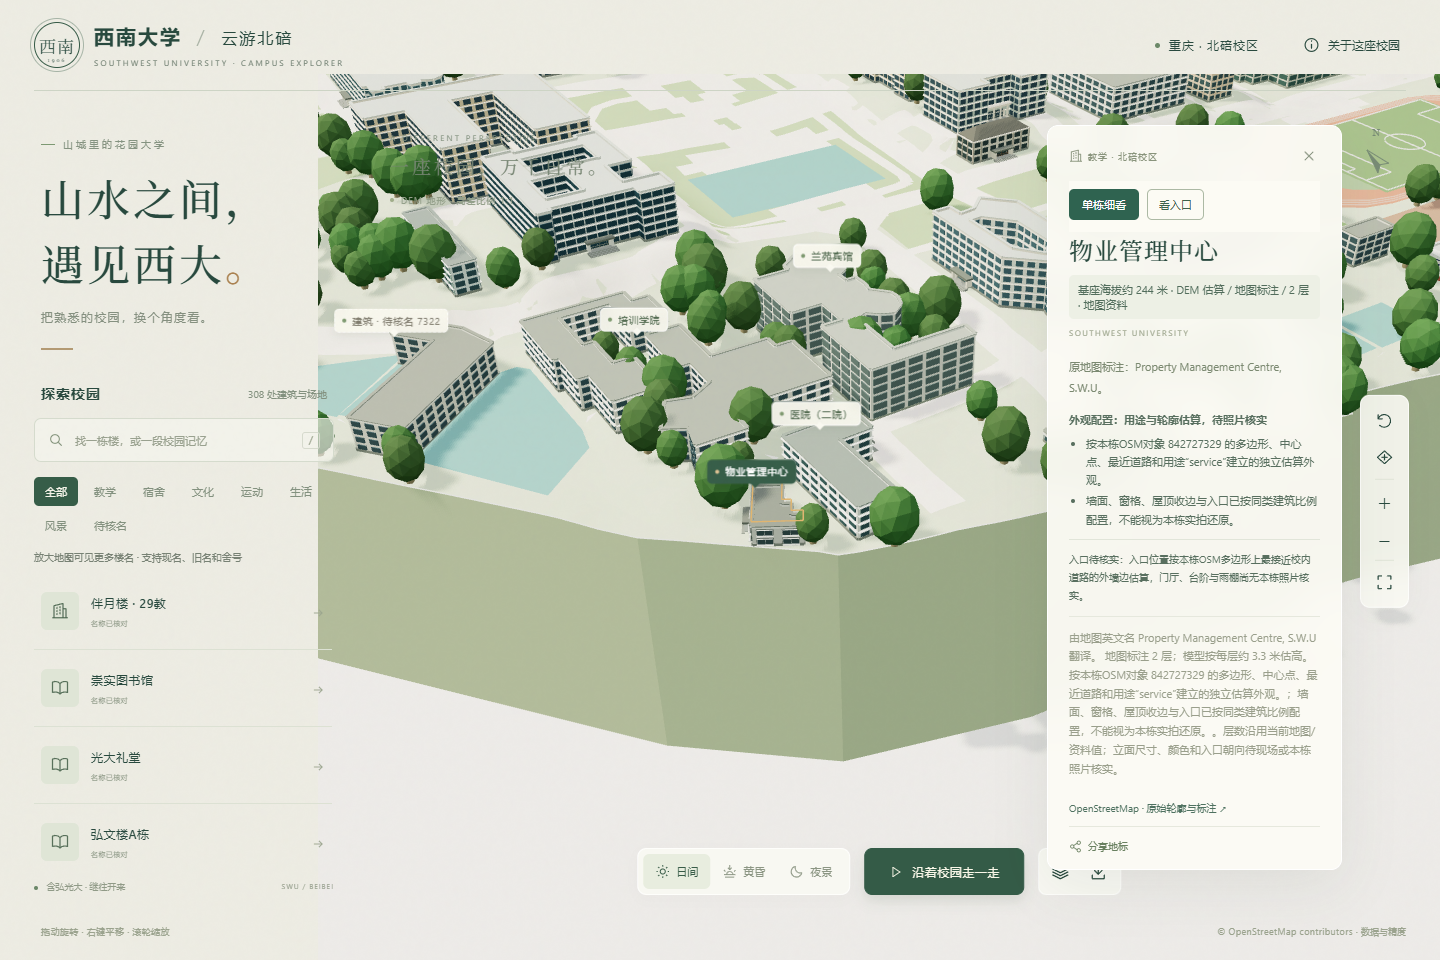 西南
1906
西南大学 / 云游北碚
SOUTHWEST UNIVERSITY · CAMPUS EXPLORER
重庆 · 北碚校区
关于这座校园
山城里的花园大学
山水之间，
遇见西大。
把熟悉的校园，换个角度看。
探索校园
308 处建筑与场地
找一栋楼，或一段校园记忆
/
全部
教学
宿舍
文化
运动
生活
风景
待核名
放大地图可见更多楼名 · 支持现名、旧名和舍号
伴月楼 · 29教
名称已核对
崇实图书馆
名称已核对
光大礼堂
名称已核对
弘文楼A栋
名称已核对
含弘光大 · 继往开来
SWU / BEIBEI
拖动旋转 · 右键平移 · 滚轮缩放
兰苑宾馆
建筑 · 待核名 7322
培训学院
医院（二院）
物业管理中心
N
教学 · 北碚校区
单栋细看
看入口
物业管理中心
基座海拔约 244 米 · DEM 估算 / 地图标注 / 2 层
· 地图资料
SOUTHWEST UNIVERSITY
原地图标注：Property Management Centre,
S.W.U。
外观配置：用途与轮廓估算，待照片核实
按本栋OSM对象 842727329 的多边形、中心
点、最近道路和用途“service”建立的独立估算外
观。
墙面、窗格、屋顶收边与入口已按同类建筑比例
配置，不能视为本栋实拍还原。
入口待核实：入口位置按本栋OSM多边形上最接近校内
道路的外墙边估算，门厅、台阶与雨棚尚无本栋照片核
实。
由地图英文名 Property Management Centre, S.W.U
翻译。 地图标注 2 层；模型按每层约 3.3 米估高。
按本栋OSM对象 842727329 的多边形、中心点、最
近道路和用途“service”建立的独立估算外观。；墙
面、窗格、屋顶收边与入口已按同类建筑比例配
置，不能视为本栋实拍还原。。层数沿用当前地图/
资料值；立面尺寸、颜色和入口朝向待现场或本栋
照片核实。
OpenStreetMap · 原始轮廓与标注 ↗
分享地标
日间
黄昏
夜景
沿着校园走一走
© OpenStreetMap contributors · 数据与精度